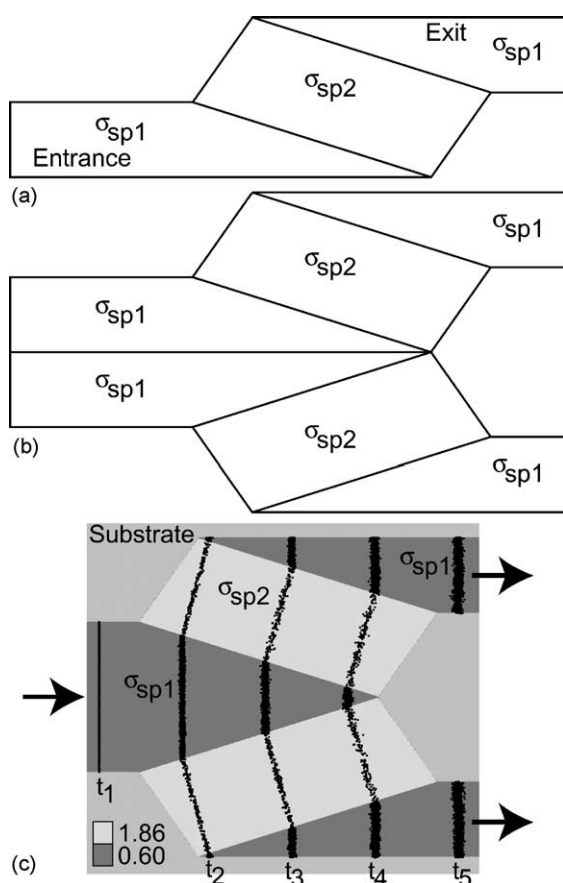 Exit
σsp1
σsp2
σsp1
Entrance
(a)
σsp1
σsp2
σsp1
σsp1
σsp2
σsp1
(b)
Substrate
σsp1
σsp2
σsp1
t1
1.86
0.60
t2 t3 t4 t5
(c)